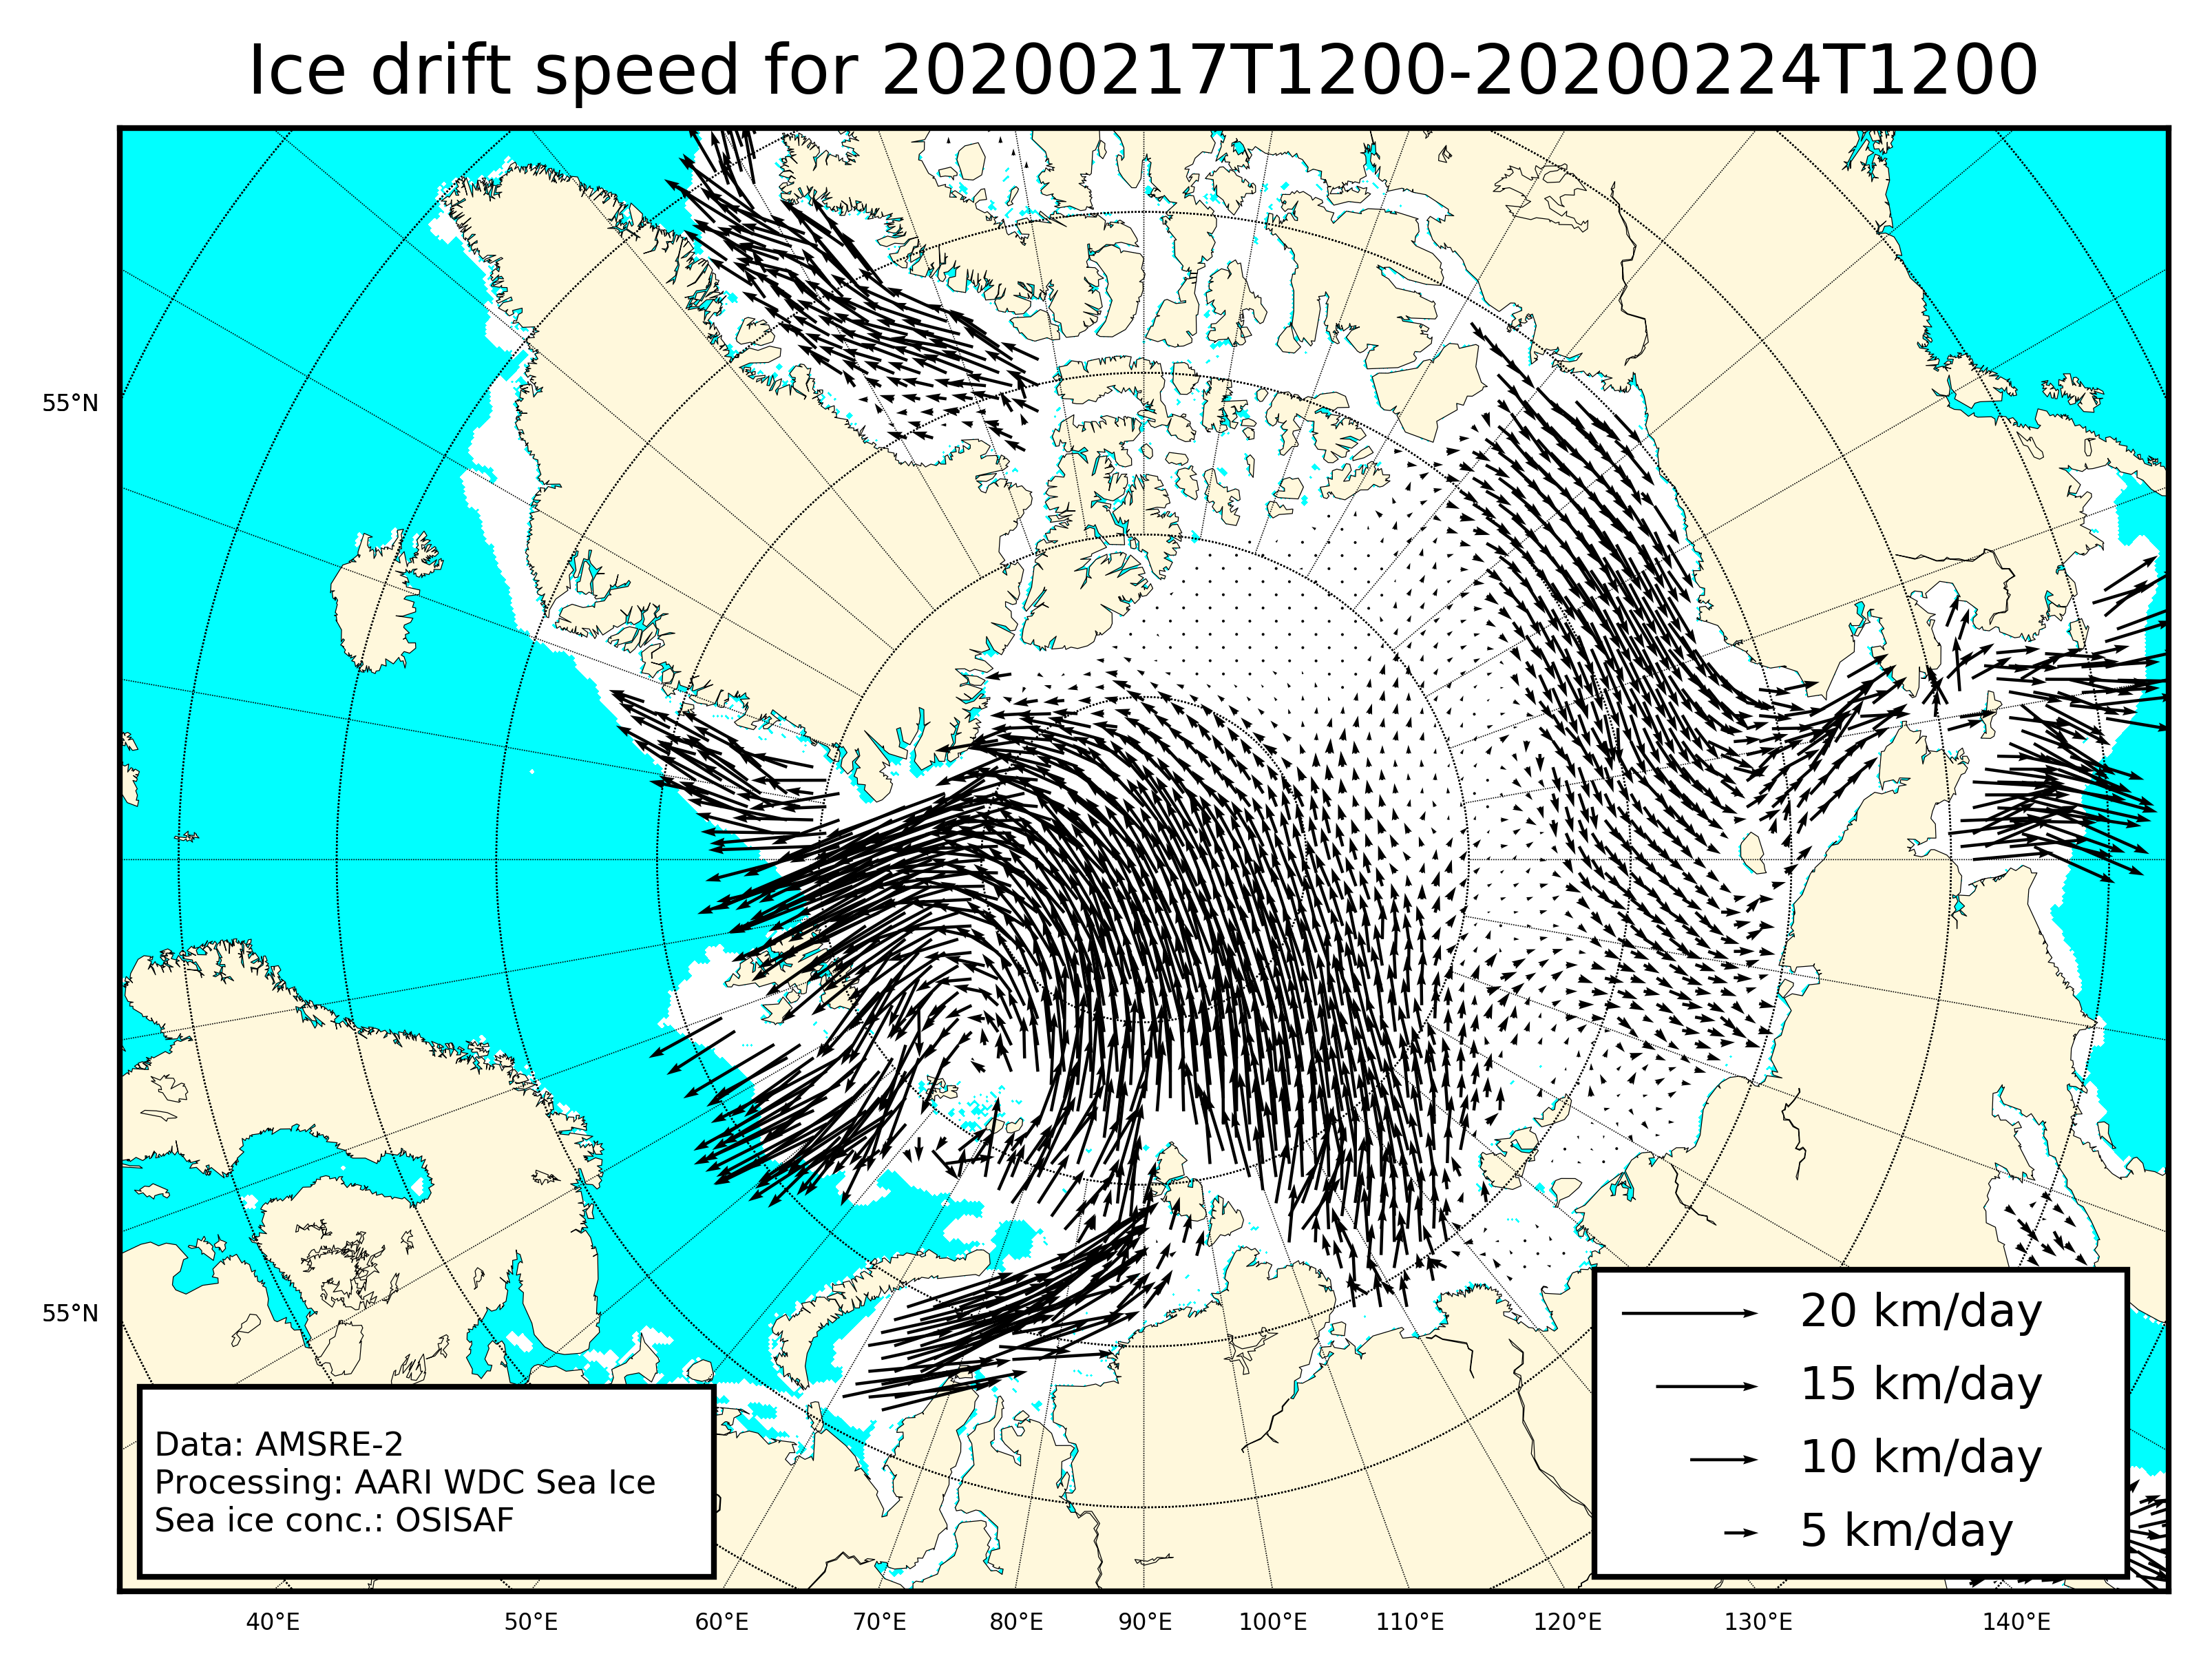 Ice drift speed for 20200217T1200-20200224T1200
55°N
55°N
20 km/day
15 km/day
10 km/day
5 km/day
Data: AMSRE-2
Processing: AARI WDC Sea Ice
Sea ice conc.: OSISAF
40°E 50°E 60°E 70°E 80°E 90°E 100°E 110°E 120°E 130°E 140°E